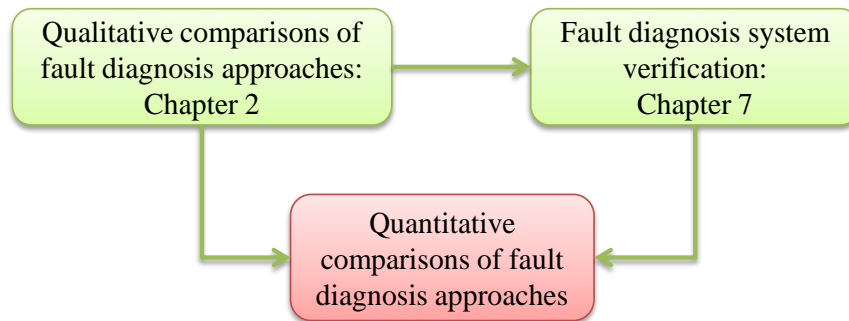 Qualitative comparisons of
fault diagnosis approaches:
Chapter 2
Fault diagnosis system
verification:
Chapter 7
Quantitative
comparisons of fault
diagnosis approaches